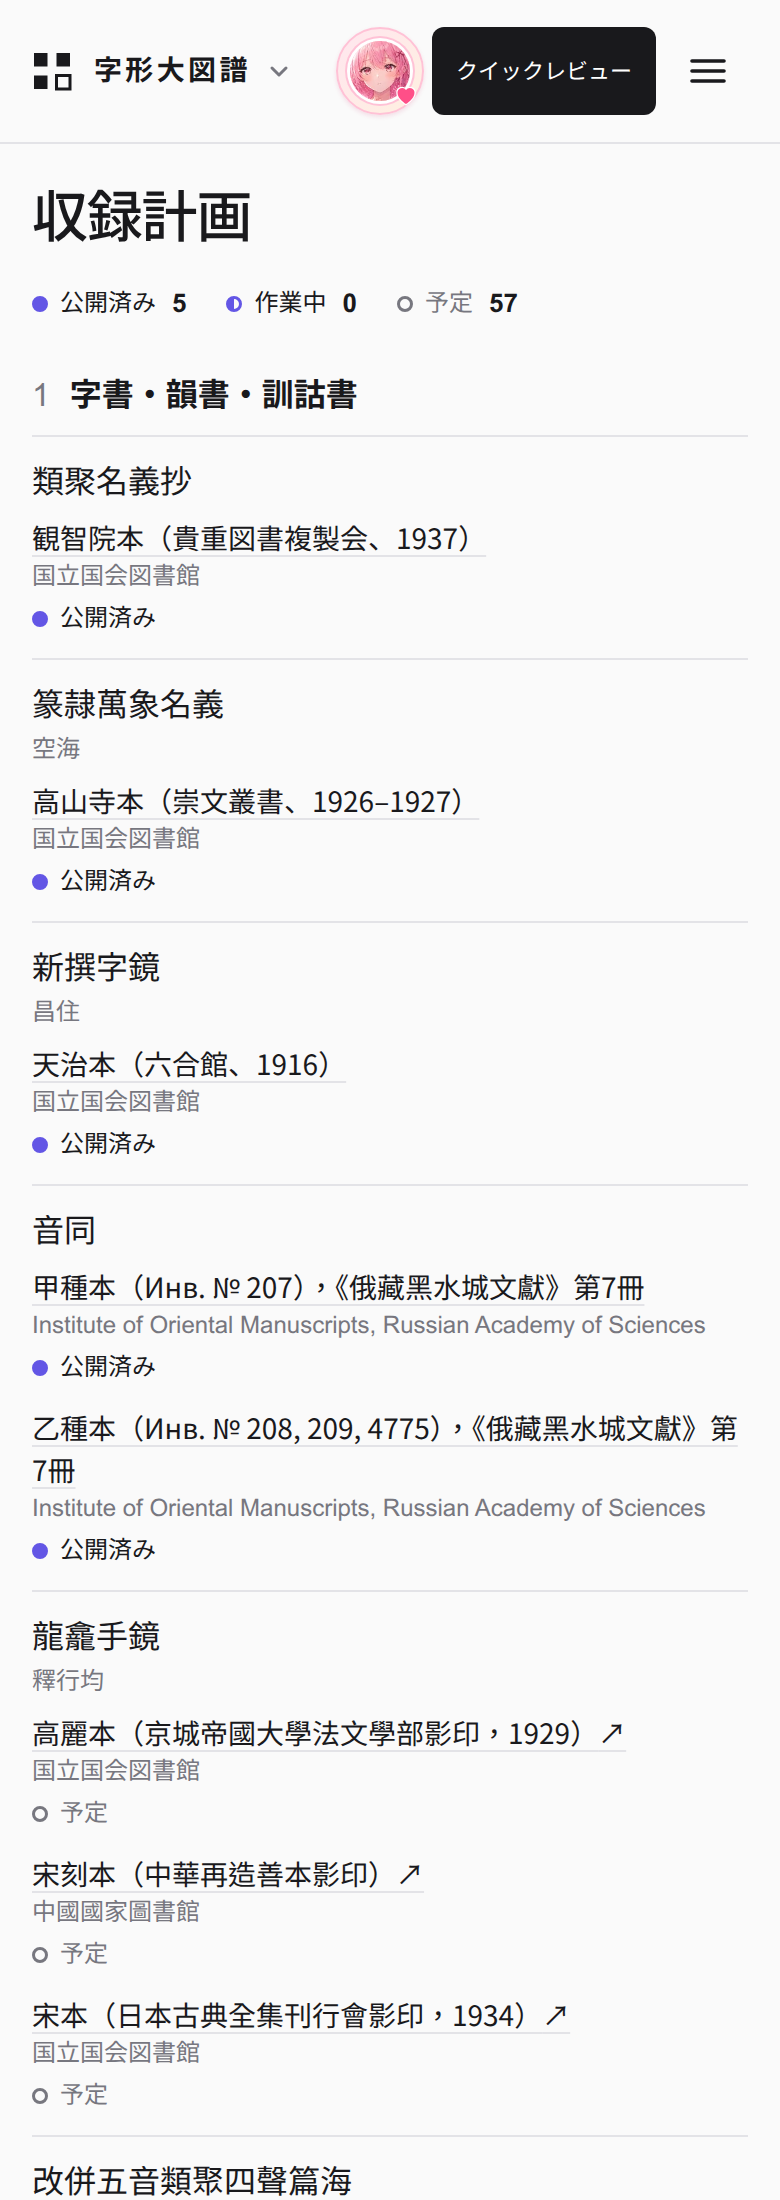 字形大図譜
クイックレビュー
収録計画
公開済み 5 作業中 0 予定 57
1 字書・韻書・訓詁書
類聚名義抄
観智院本（貴重図書複製会、1937）
国立国会図書館
公開済み
篆隷萬象名義
空海
高山寺本（崇文叢書、1926–1927）
国立国会図書館
公開済み
新撰字鏡
昌住
天治本（六合館、1916）
国立国会図書館
公開済み
音同
甲種本（Инв. № 207），《俄藏黑水城文獻》第7冊
Institute of Oriental Manuscripts, Russian Academy of Sciences
公開済み
乙種本（Инв. № 208, 209, 4775），《俄藏黑水城文獻》第
7冊
Institute of Oriental Manuscripts, Russian Academy of Sciences
公開済み
龍龕手鏡
釋行均
高麗本（京城帝國大學法文學部影印，1929）↗
国立国会図書館
予定
宋刻本（中華再造善本影印）↗
中國國家圖書館
予定
宋本（日本古典全集刊行會影印，1934）↗
国立国会図書館
予定
改併五音類聚四聲篇海